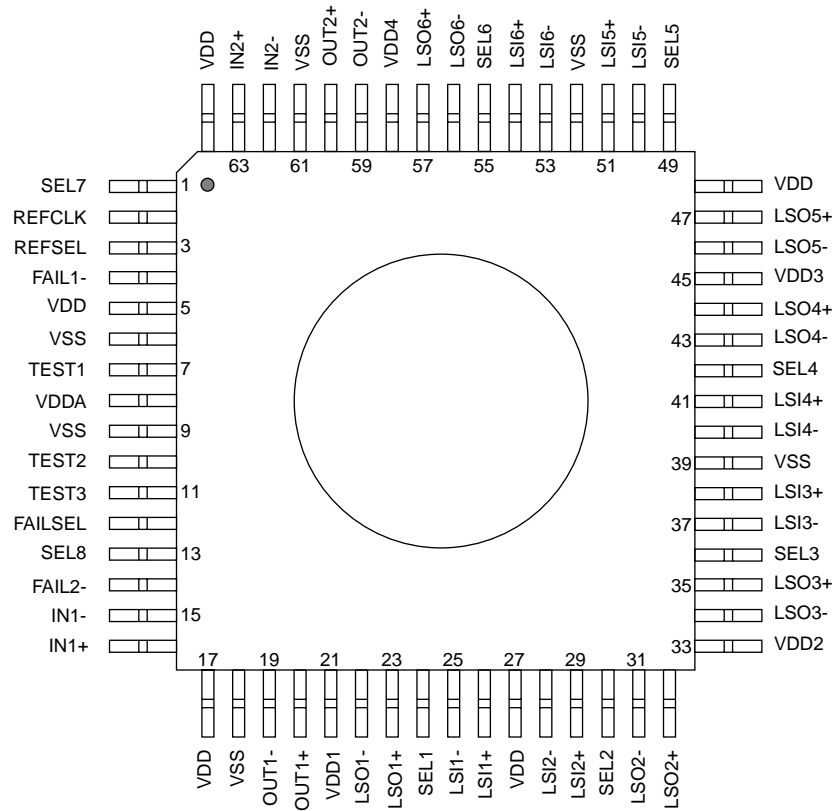 VDD
IN2+
IN2-
VSS
OUT2+
OUT2-
VDD4
LSO6+
LSO6-
SEL6
LSI6+
LSI6-
VSS
LSI5+
LSI5-
SEL5
63
61
59
57
55
53
51
49
SEL7
1
REFCLK
REFSEL
3
FAIL1-
VDD
5
VSS
TEST1
7
VDDA
VSS
9
TEST2
TEST3
11
FAILSEL
SEL8
13
FAIL2-
IN1-
15
IN1+
VDD
47
LSO5+
LSO5-
45
VDD3
LSO4+
43
LSO4-
SEL4
41
LSI4+
LSI4-
39
VSS
LSI3+
37
LSI3-
SEL3
35
LSO3+
LSO3-
33
VDD2
17
19
21
23
25
27
29
31
VDD
VSS
OUT1-
OUT1+
VDD1
LSO1-
LSO1+
SEL1
LSI1-
LSI1+
VDD
LSI2-
LSI2+
SEL2
LSO2-
LSO2+